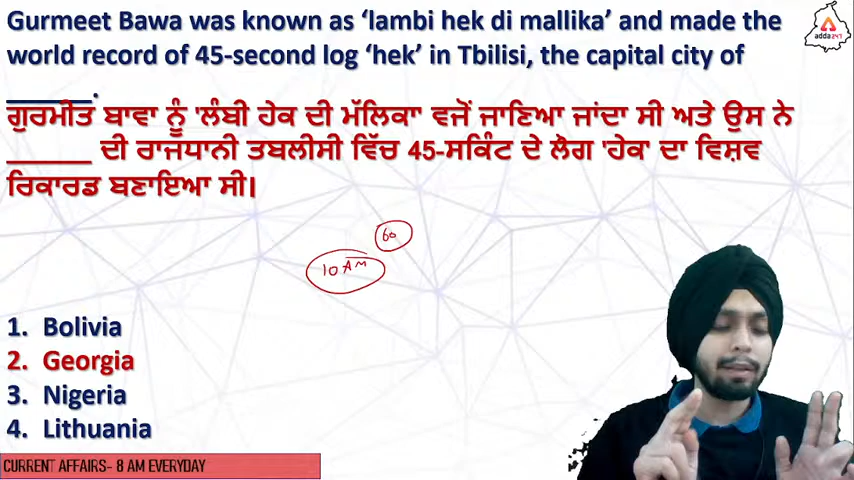 Gurmeet Bawa was known as ‘lambi hek di mallika’ and made the
world record of 45-second log ‘hek’ in Tbilisi, the capital city of
______.
ਗੁਰਮੀਤ ਬਾਵਾ ਨੂੰ 'ਲੰਬੀ ਹੇਕ ਦੀ ਮੱਲਿਕਾ' ਵਜੋਂ ਜਾਣਿਆ ਜਾਂਦਾ ਸੀ ਅਤੇ ਉਸ ਨੇ
______ ਦੀ ਰਾਜਧਾਨੀ ਤਬਲੀਸੀ ਵਿੱਚ 45-ਸਕਿੰਟ ਦੇ ਲੋਗ 'ਹੇਕ' ਦਾ ਵਿਸ਼ਵ
ਰਿਕਾਰਡ ਬਣਾਇਆ ਸੀ।
60
10 AM
1. Bolivia
2. Georgia
3. Nigeria
4. Lithuania
CURRENT AFFAIRS- 8 AM EVERYDAY
adda247